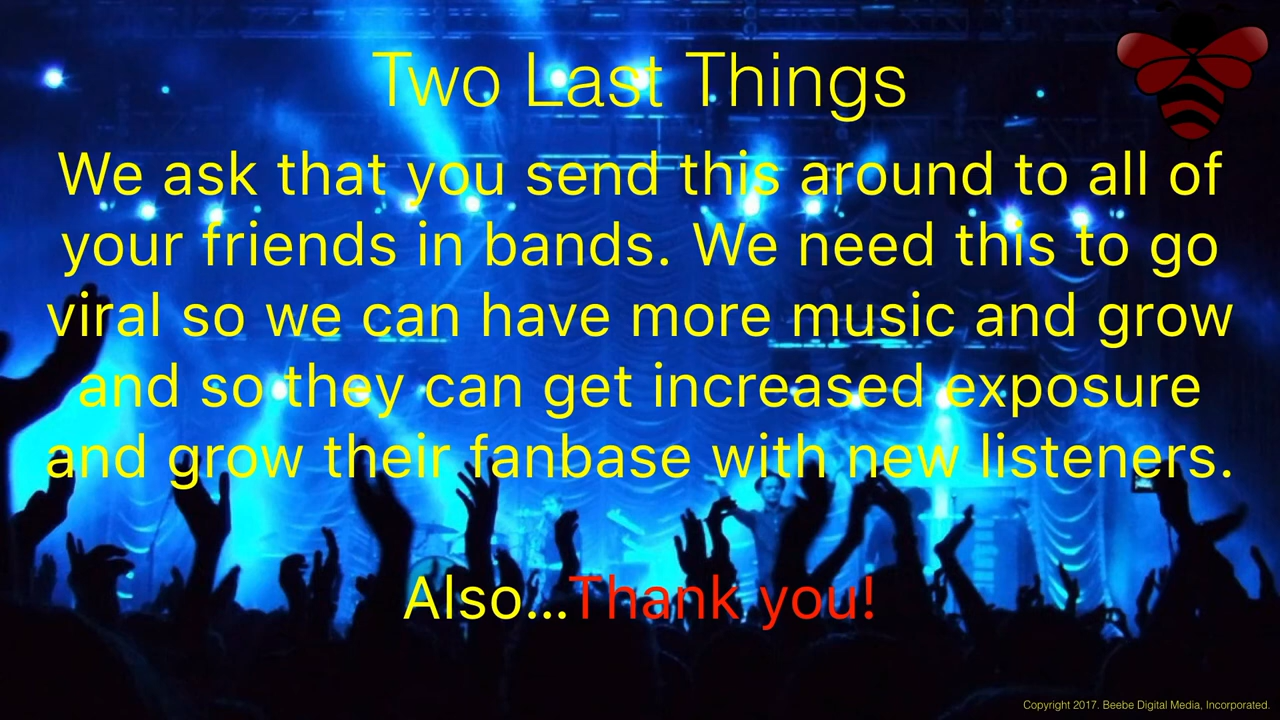 Two Last Things
We ask that you send this around to all of
your friends in bands. We need this to go
viral so we can have more music and grow
and so they can get increased exposure
and grow their fanbase with new listeners.
Also...Thank you!
Copyright 2017. Beebe Digital Media, Incorporated.